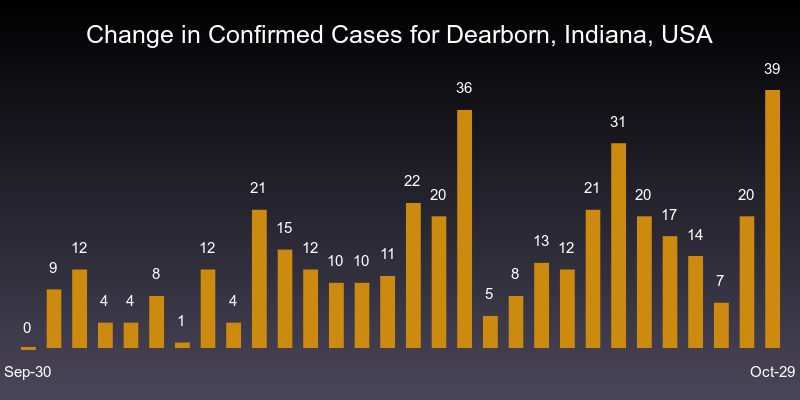 Change in Confirmed Cases for Dearborn, Indiana, USA
0 9 12 4 4 8 1 12 4 21 15 12 10 10 11 22 20 36 5 8 13 12 21 31 20 17 14 7 20 39
Sep-30 Oct-29